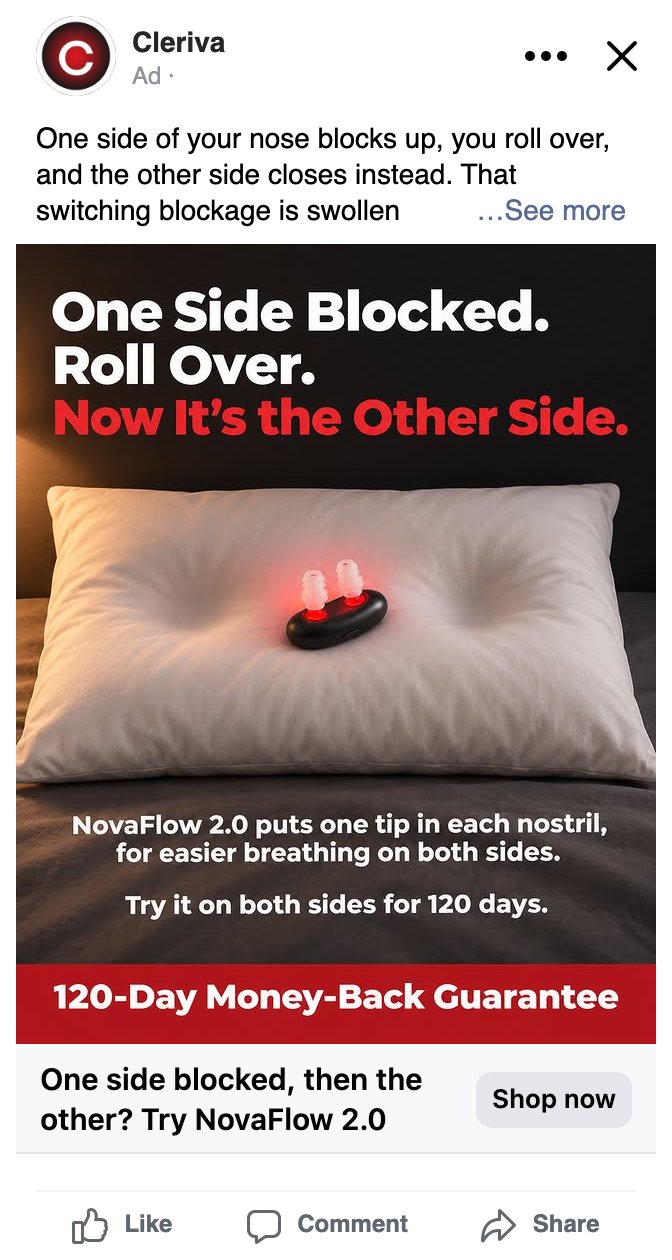 C
Cleriva
Ad ·
One side of your nose blocks up, you roll over,
and the other side closes instead. That
switching blockage is swollen ...See more
One Side Blocked.
Roll Over.
Now It's the Other Side.
NovaFlow 2.0 puts one tip in each nostril,
for easier breathing on both sides.
Try it on both sides for 120 days.
120-Day Money-Back Guarantee
One side blocked, then the
other? Try NovaFlow 2.0
Shop now
Like
Comment
Share